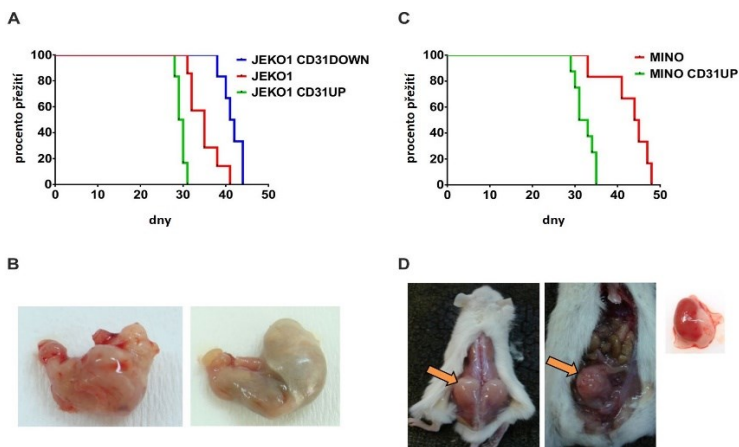 A
procento přežití
100
80
60
40
20
0
0 10 20 30 40 50
dny
JEKO1 CD31DOWN
JEKO1
JEKO1 CD31UP
C
procento přežití
100
80
60
40
20
0
0 10 20 30 40 50
dny
MINO
MINO CD31UP
B
D